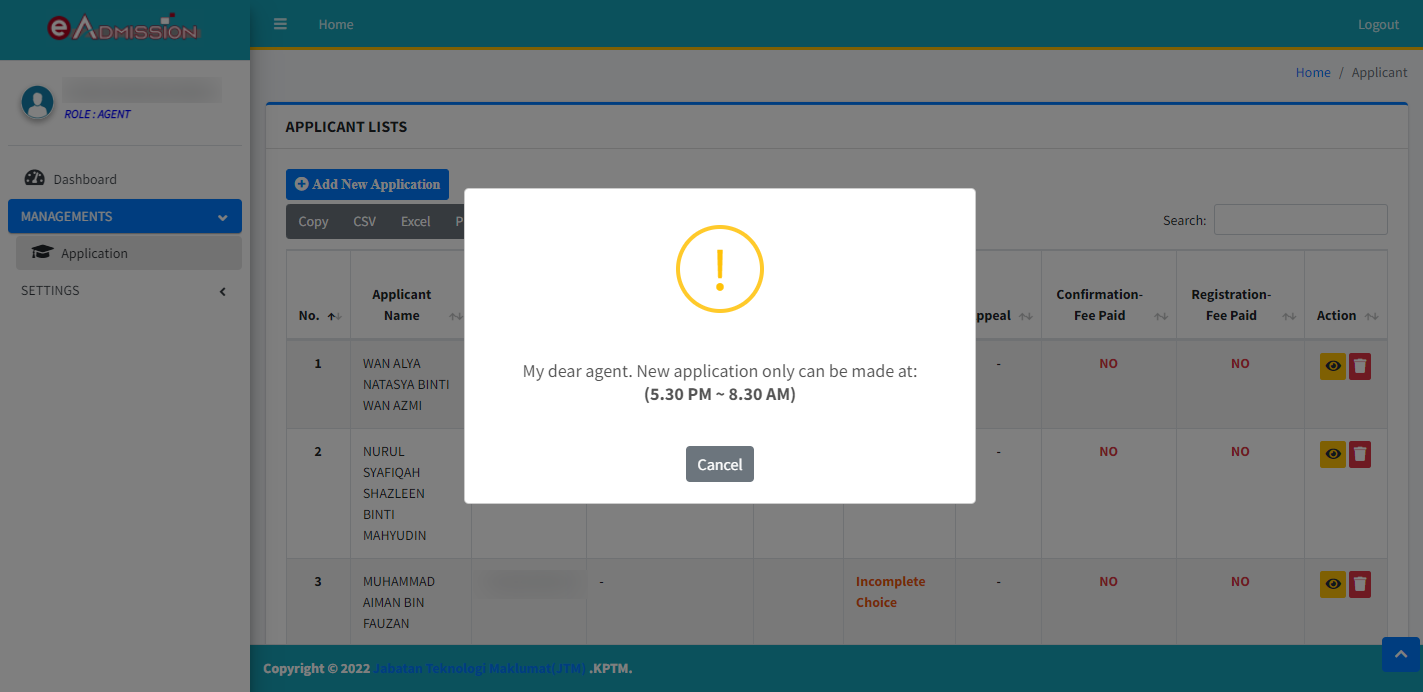 eAdmission
Home
Logout
ROLE : AGENT
Home / Applicant
APPLICANT LISTS
Dashboard
Add New Application
MANAGEMENTS
Copy CSV Excel P
Search:
Application
SETTINGS
No.
Applicant
Name
ppeal
Confirmation-
Fee Paid
Registration-
Fee Paid
Action
!
My dear agent. New application only can be made at:
(5.30 PM ~ 8.30 AM)
Cancel
1
WAN ALYA
NATASYA BINTI
WAN AZMI
-
NO
NO
2
NURUL
SYAFIQAH
SHAZLEEN
BINTI
MAHYUDIN
-
NO
NO
3
MUHAMMAD
AIMAN BIN
FAUZAN
-
Incomplete
Choice
-
NO
NO
Copyright © 2022 Jabatan Teknologi Maklumat(JTM) .KPTM.